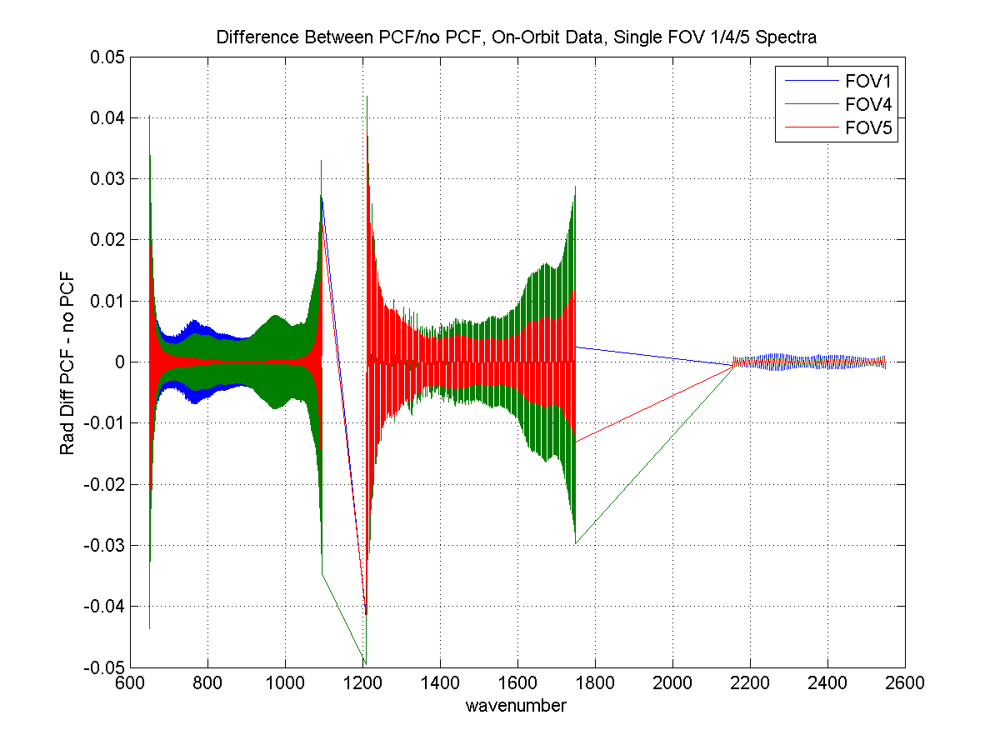 Difference Between PCF/no PCF, On-Orbit Data, Single FOV 1/4/5 Spectra
0.05
0.04
0.03
0.02
0.01
0
-0.01
-0.02
-0.03
-0.04
-0.05
Rad Diff PCF - no PCF
FOV1
FOV4
FOV5
600 800 1000 1200 1400 1600 1800 2000 2200 2400 2600
wavenumber